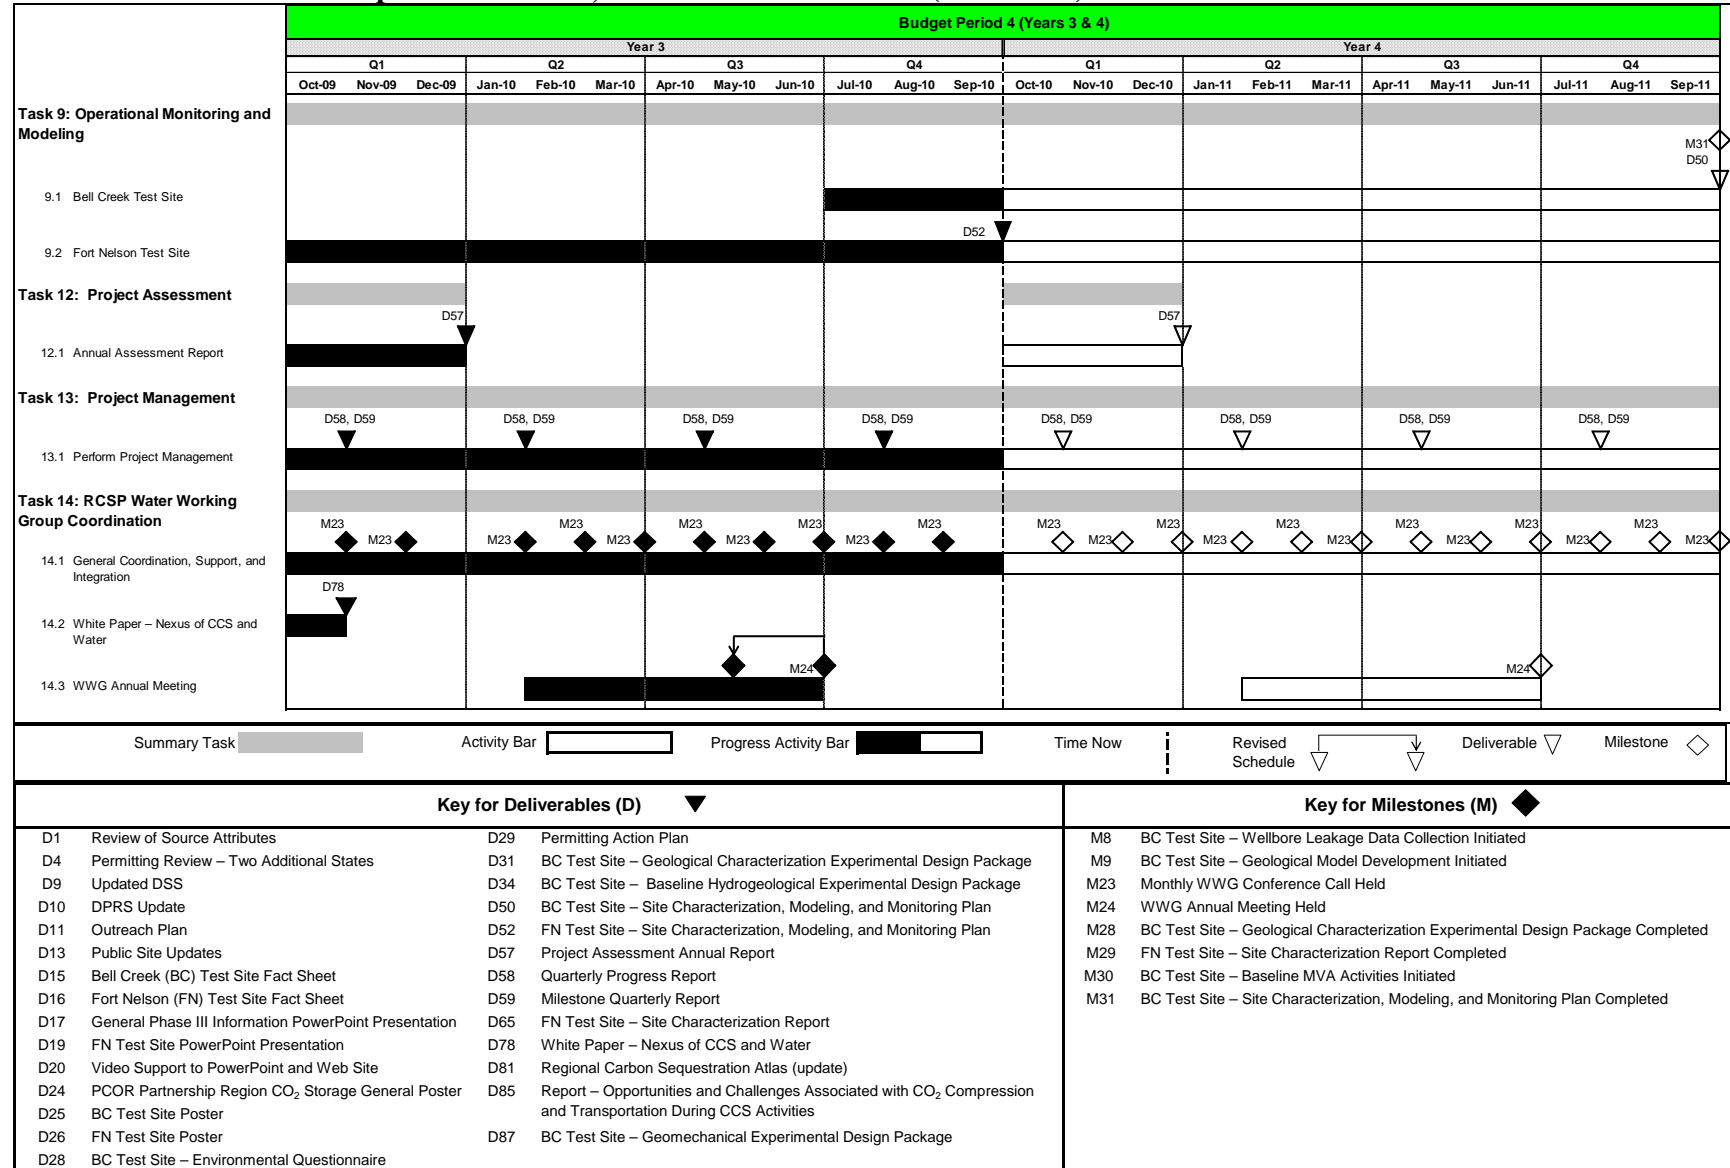 Budget Period 4 (Years 3 & 4)
Year 3 Year 4
Q1 Q2 Q3 Q4 Q1 Q2 Q3 Q4
Oct-09 Nov-09 Dec-09 Jan-10 Feb-10 Mar-10 Apr-10 May-10 Jun-10 Jul-10 Aug-10 Sep-10 Oct-10 Nov-10 Dec-10 Jan-11 Feb-11 Mar-11 Apr-11 May-11 Jun-11 Jul-11 Aug-11 Sep-11
Task 9: Operational Monitoring and
Modeling
M31
D50
9.1 Bell Creek Test Site
D52
9.2 Fort Nelson Test Site
Task 12: Project Assessment
D57 D57
12.1 Annual Assessment Report
Task 13: Project Management
D58, D59 D58, D59 D58, D59 D58, D59 D58, D59 D58, D59 D58, D59 D58, D59
13.1 Perform Project Management
Task 14: RCSP Water Working
Group Coordination
M23 M23 M23 M23 M23 M23 M23 M23 M23 M23 M23
M23 M23 M23 M23 M23 M23 M23 M23 M23 M23 M23
14.1 General Coordination, Support, and
Integration
D78
14.2 White Paper – Nexus of CCS and
Water
M24 M24
14.3 WWG Annual Meeting
Summary Task Activity Bar Progress Activity Bar Time Now Revised Deliverable Milestone
Schedule
Key for Deliverables (D) Key for Milestones (M)
D1 Review of Source Attributes D29 Permitting Action Plan M8 BC Test Site – Wellbore Leakage Data Collection Initiated
D4 Permitting Review – Two Additional States D31 BC Test Site – Geological Characterization Experimental Design Package M9 BC Test Site – Geological Model Development Initiated
D9 Updated DSS D34 BC Test Site – Baseline Hydrogeological Experimental Design Package M23 Monthly WWG Conference Call Held
D10 DPRS Update D50 BC Test Site – Site Characterization, Modeling, and Monitoring Plan M24 WWG Annual Meeting Held
D11 Outreach Plan D52 FN Test Site – Site Characterization, Modeling, and Monitoring Plan M28 BC Test Site – Geological Characterization Experimental Design Package Completed
D13 Public Site Updates D57 Project Assessment Annual Report M29 FN Test Site – Site Characterization Report Completed
D15 Bell Creek (BC) Test Site Fact Sheet D58 Quarterly Progress Report M30 BC Test Site – Baseline MVA Activities Initiated
D16 Fort Nelson (FN) Test Site Fact Sheet D59 Milestone Quarterly Report M31 BC Test Site – Site Characterization, Modeling, and Monitoring Plan Completed
D17 General Phase III Information PowerPoint Presentation D65 FN Test Site – Site Characterization Report
D19 FN Test Site PowerPoint Presentation D78 White Paper – Nexus of CCS and Water
D20 Video Support to PowerPoint and Web Site D81 Regional Carbon Sequestration Atlas (update)
D24 PCOR Partnership Region CO₂ Storage General Poster D85 Report – Opportunities and Challenges Associated with CO₂ Compression
D25 BC Test Site Poster and Transportation During CCS Activities
D26 FN Test Site Poster D87 BC Test Site – Geomechanical Experimental Design Package
D28 BC Test Site – Environmental Questionnaire